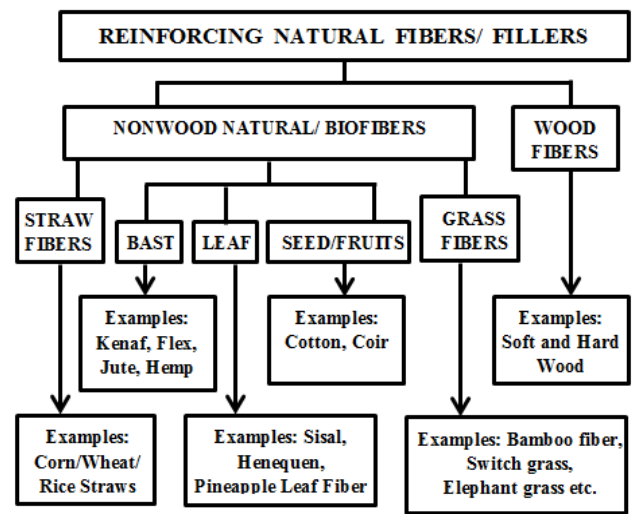 REINFORCING NATURAL FIBERS/ FILLERS
NONWOOD NATURAL/ BIOFIBERS
WOOD
FIBERS
STRAW
FIBERS
BAST
LEAF
SEED/FRUITS
GRASS
FIBERS
Examples:
Kenaf, Flex,
Jute, Hemp
Examples:
Cotton, Coir
Examples:
Soft and Hard
Wood
Examples:
Corn/Wheat/
Rice Straws
Examples: Sisal,
Henequen,
Pineapple Leaf Fiber
Examples: Bamboo fiber,
Switch grass,
Elephant grass etc.